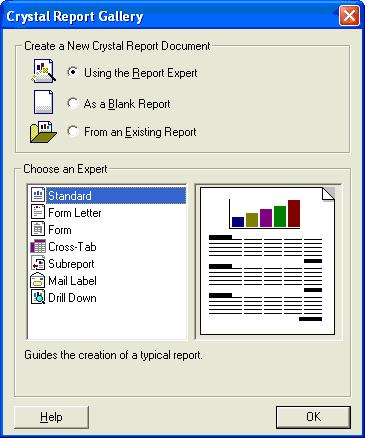 Crystal Report Gallery
Create a New Crystal Report Document
Using the Report Expert
As a Blank Report
From an Existing Report
Choose an Expert
Standard
Form Letter
Form
Cross-Tab
Subreport
Mail Label
Drill Down
Guides the creation of a typical report.
Help
OK